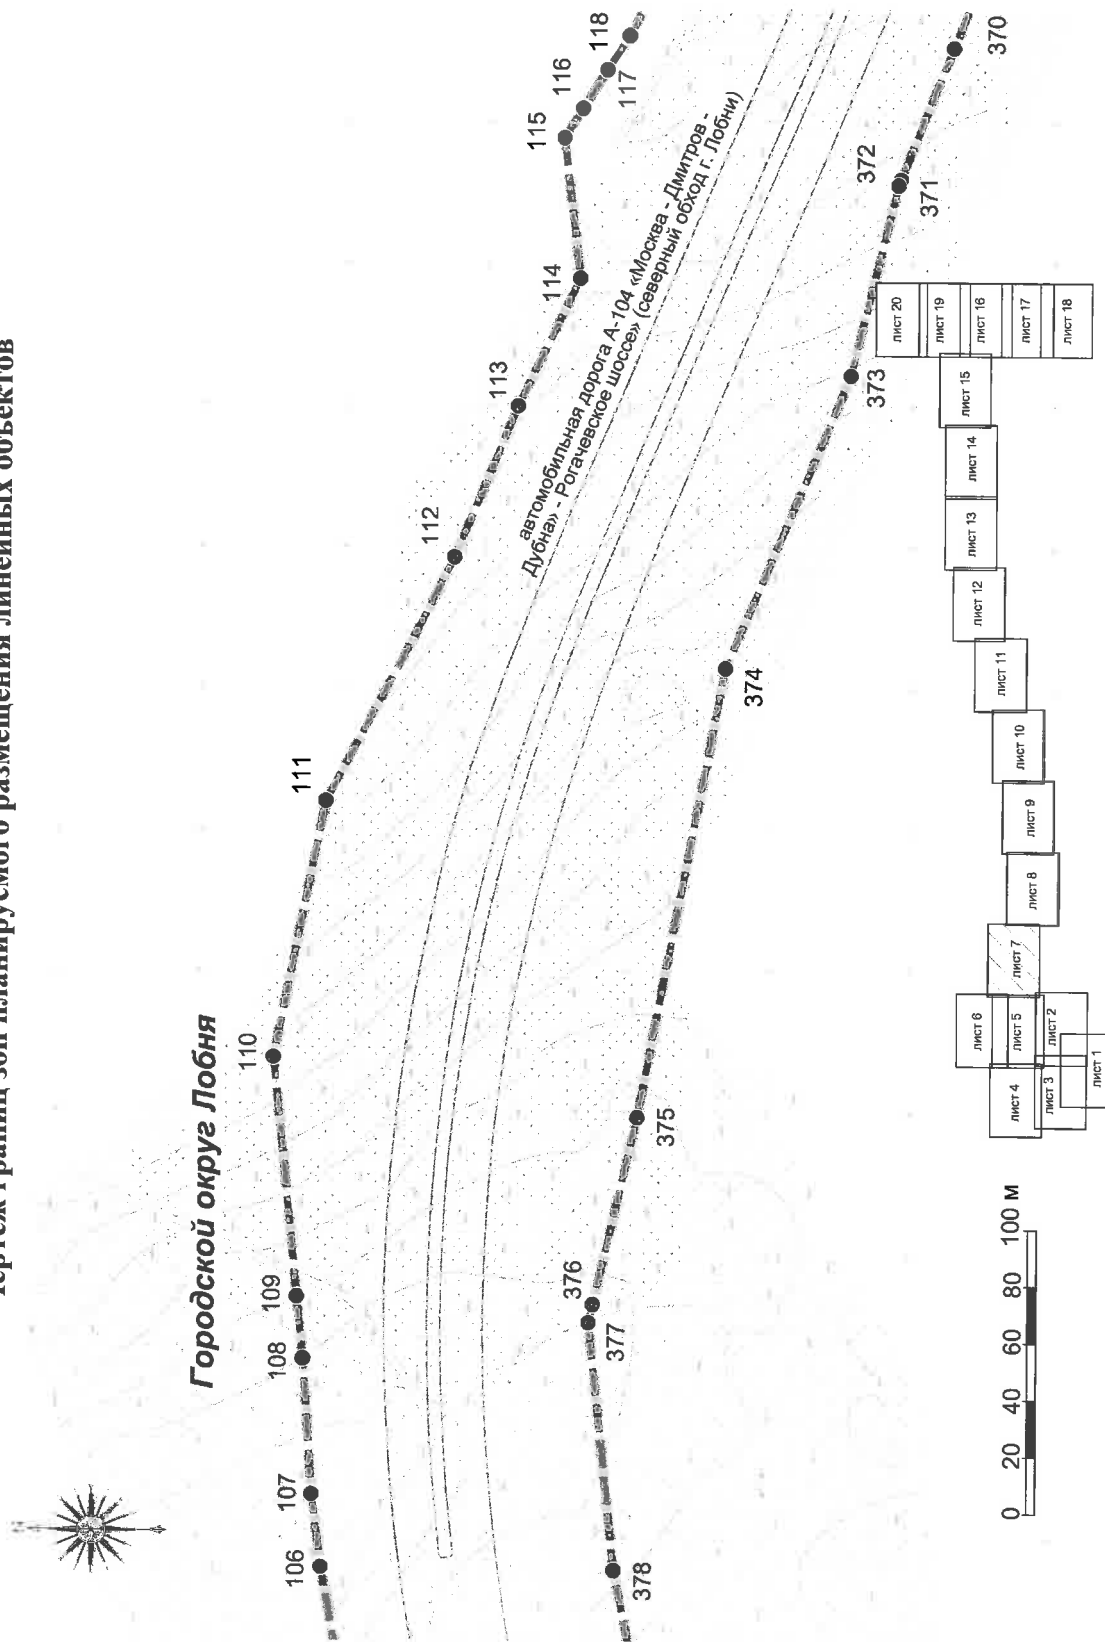 Чертеж границ зон планируемого размещения линейных объектов
Городской округ Лобня
106
107
108
109
110
111
112
113
114
115
116
117
118
автомобильная дорога А-104 «Москва - Дмитров -
Дубна» - Рогачевское шоссе» (северный обход г. Лобни)
378
377
376
375
374
373
372
371
370
0 20 40 60 80 100 М
лист 1
лист 2
лист 3
лист 4
лист 5
лист 6
лист 7
лист 8
лист 9
лист 10
лист 11
лист 12
лист 13
лист 14
лист 15
лист 20
лист 19
лист 16
лист 17
лист 18